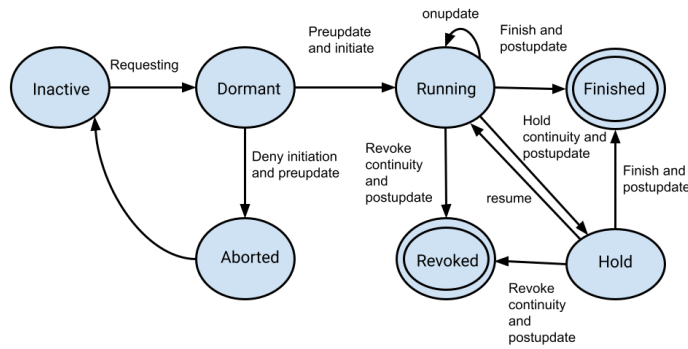 onupdate
Preupdate
and initiate
Finish and
postupdate
Requesting
Inactive
Dormant
Running
Finished
Hold
continuity and
postupdate
Revoke
continuity
and
postupdate
Deny initiation
and preupdate
Finish and
postupdate
resume
Aborted
Revoked
Hold
Revoke
continuity
and
postupdate